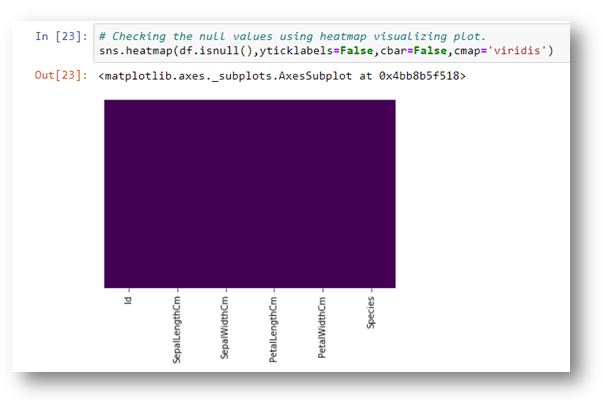 In [23]: # Checking the null values using heatmap visualizing plot.
sns.heatmap(df.isnull(),yticklabels=False,cbar=False,cmap='viridis')
Out[23]: <matplotlib.axes._subplots.AxesSubplot at 0x4bb8b5f518>
Id
SepalLengthCm
SepalWidthCm
PetalLengthCm
PetalWidthCm
Species